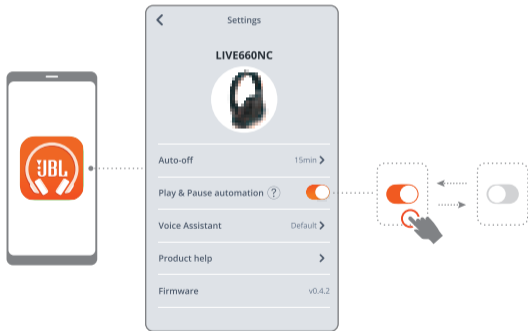 Settings
LIVE660NC
JBL
Auto-off 15min
Play & Pause automation ?
Voice Assistant Default
Product help
Firmware v0.4.2